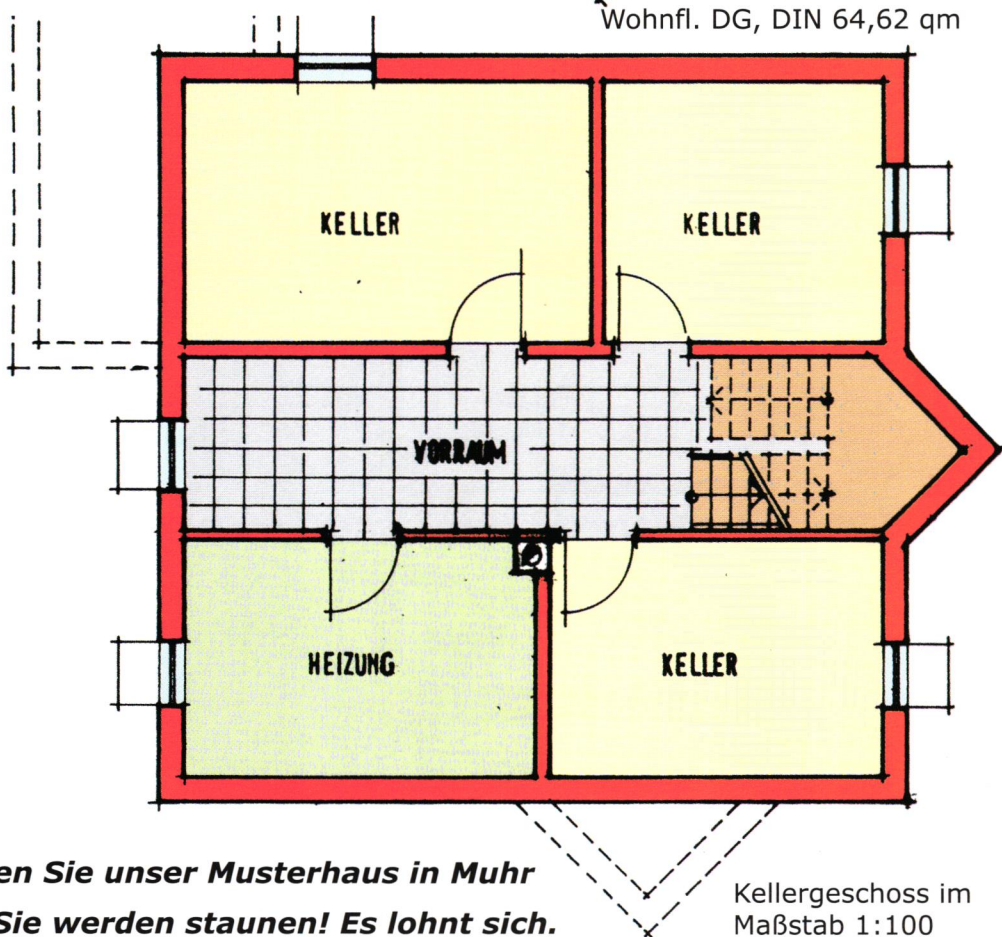 Wohnfl. DG, DIN 64,62 qm
KELLER
KELLER
VORRAUM
HEIZUNG
KELLER
en Sie unser Musterhaus in Muhr
Sie werden staunen! Es lohnt sich.
Kellergeschoss im
Maßstab 1:100